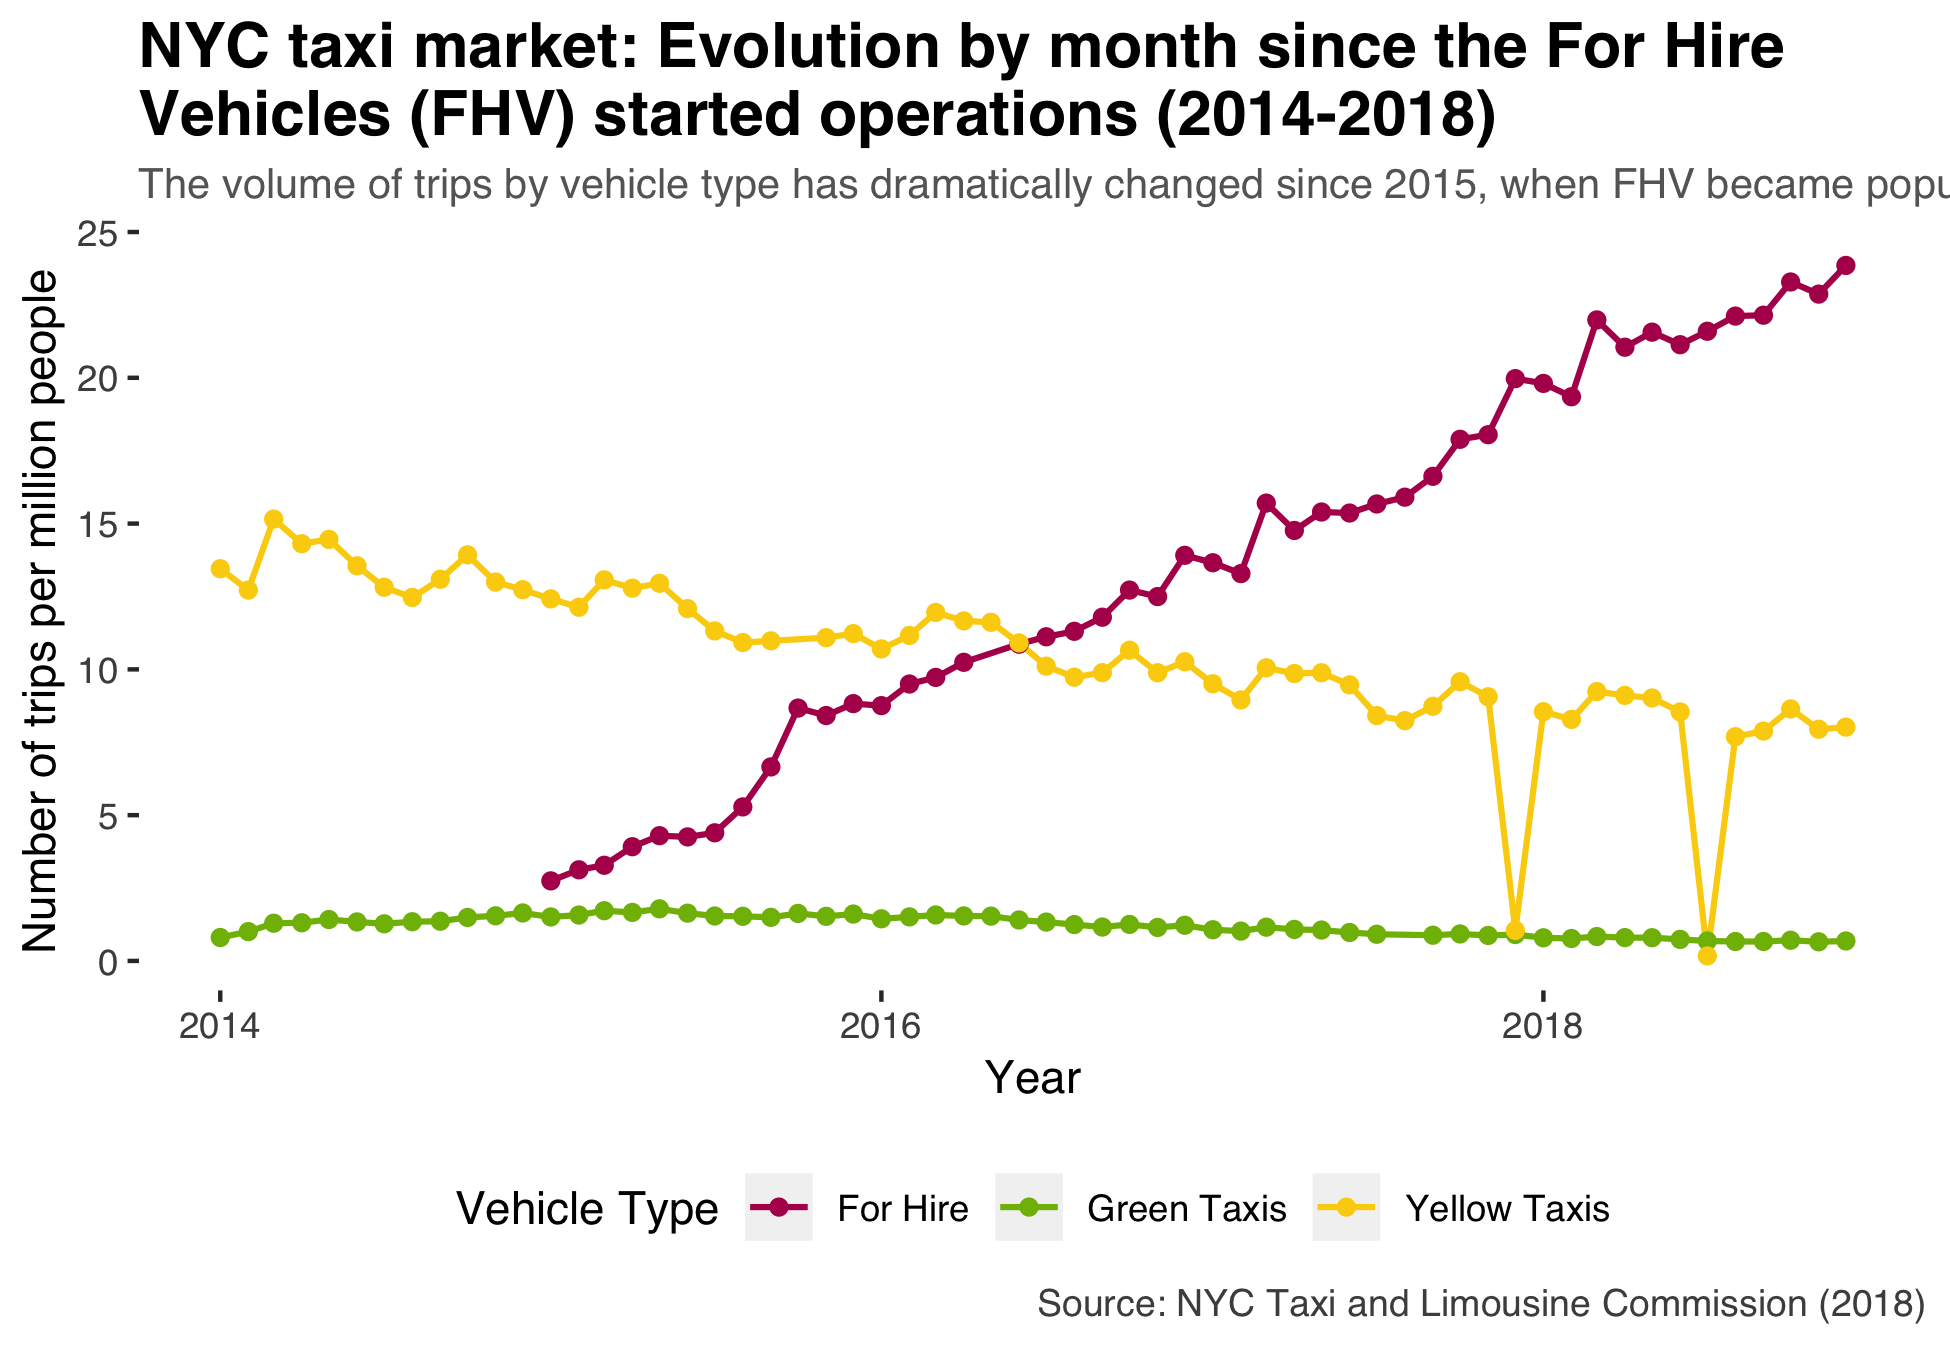 NYC taxi market: Evolution by month since the For Hire
Vehicles (FHV) started operations (2014-2018)
The volume of trips by vehicle type has dramatically changed since 2015, when FHV became popu
25
20
15
10
5
0
Number of trips per million people
2014
2016
2018
Year
Vehicle Type
For Hire
Green Taxis
Yellow Taxis
Source: NYC Taxi and Limousine Commission (2018)